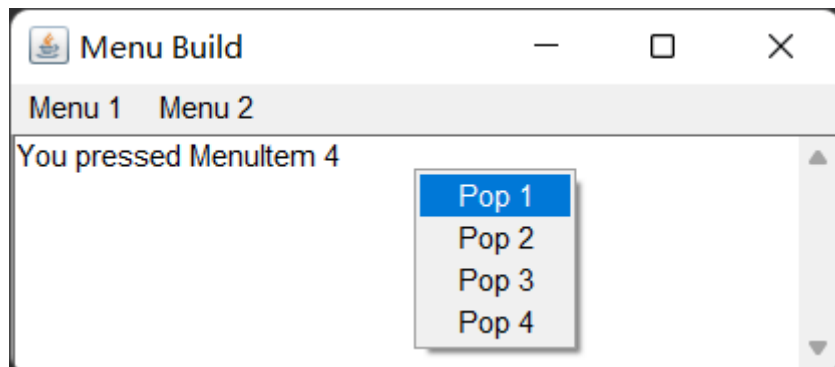 Menu Build
Menu 1 Menu 2
You pressed MenuItem 4
Pop 1
Pop 2
Pop 3
Pop 4